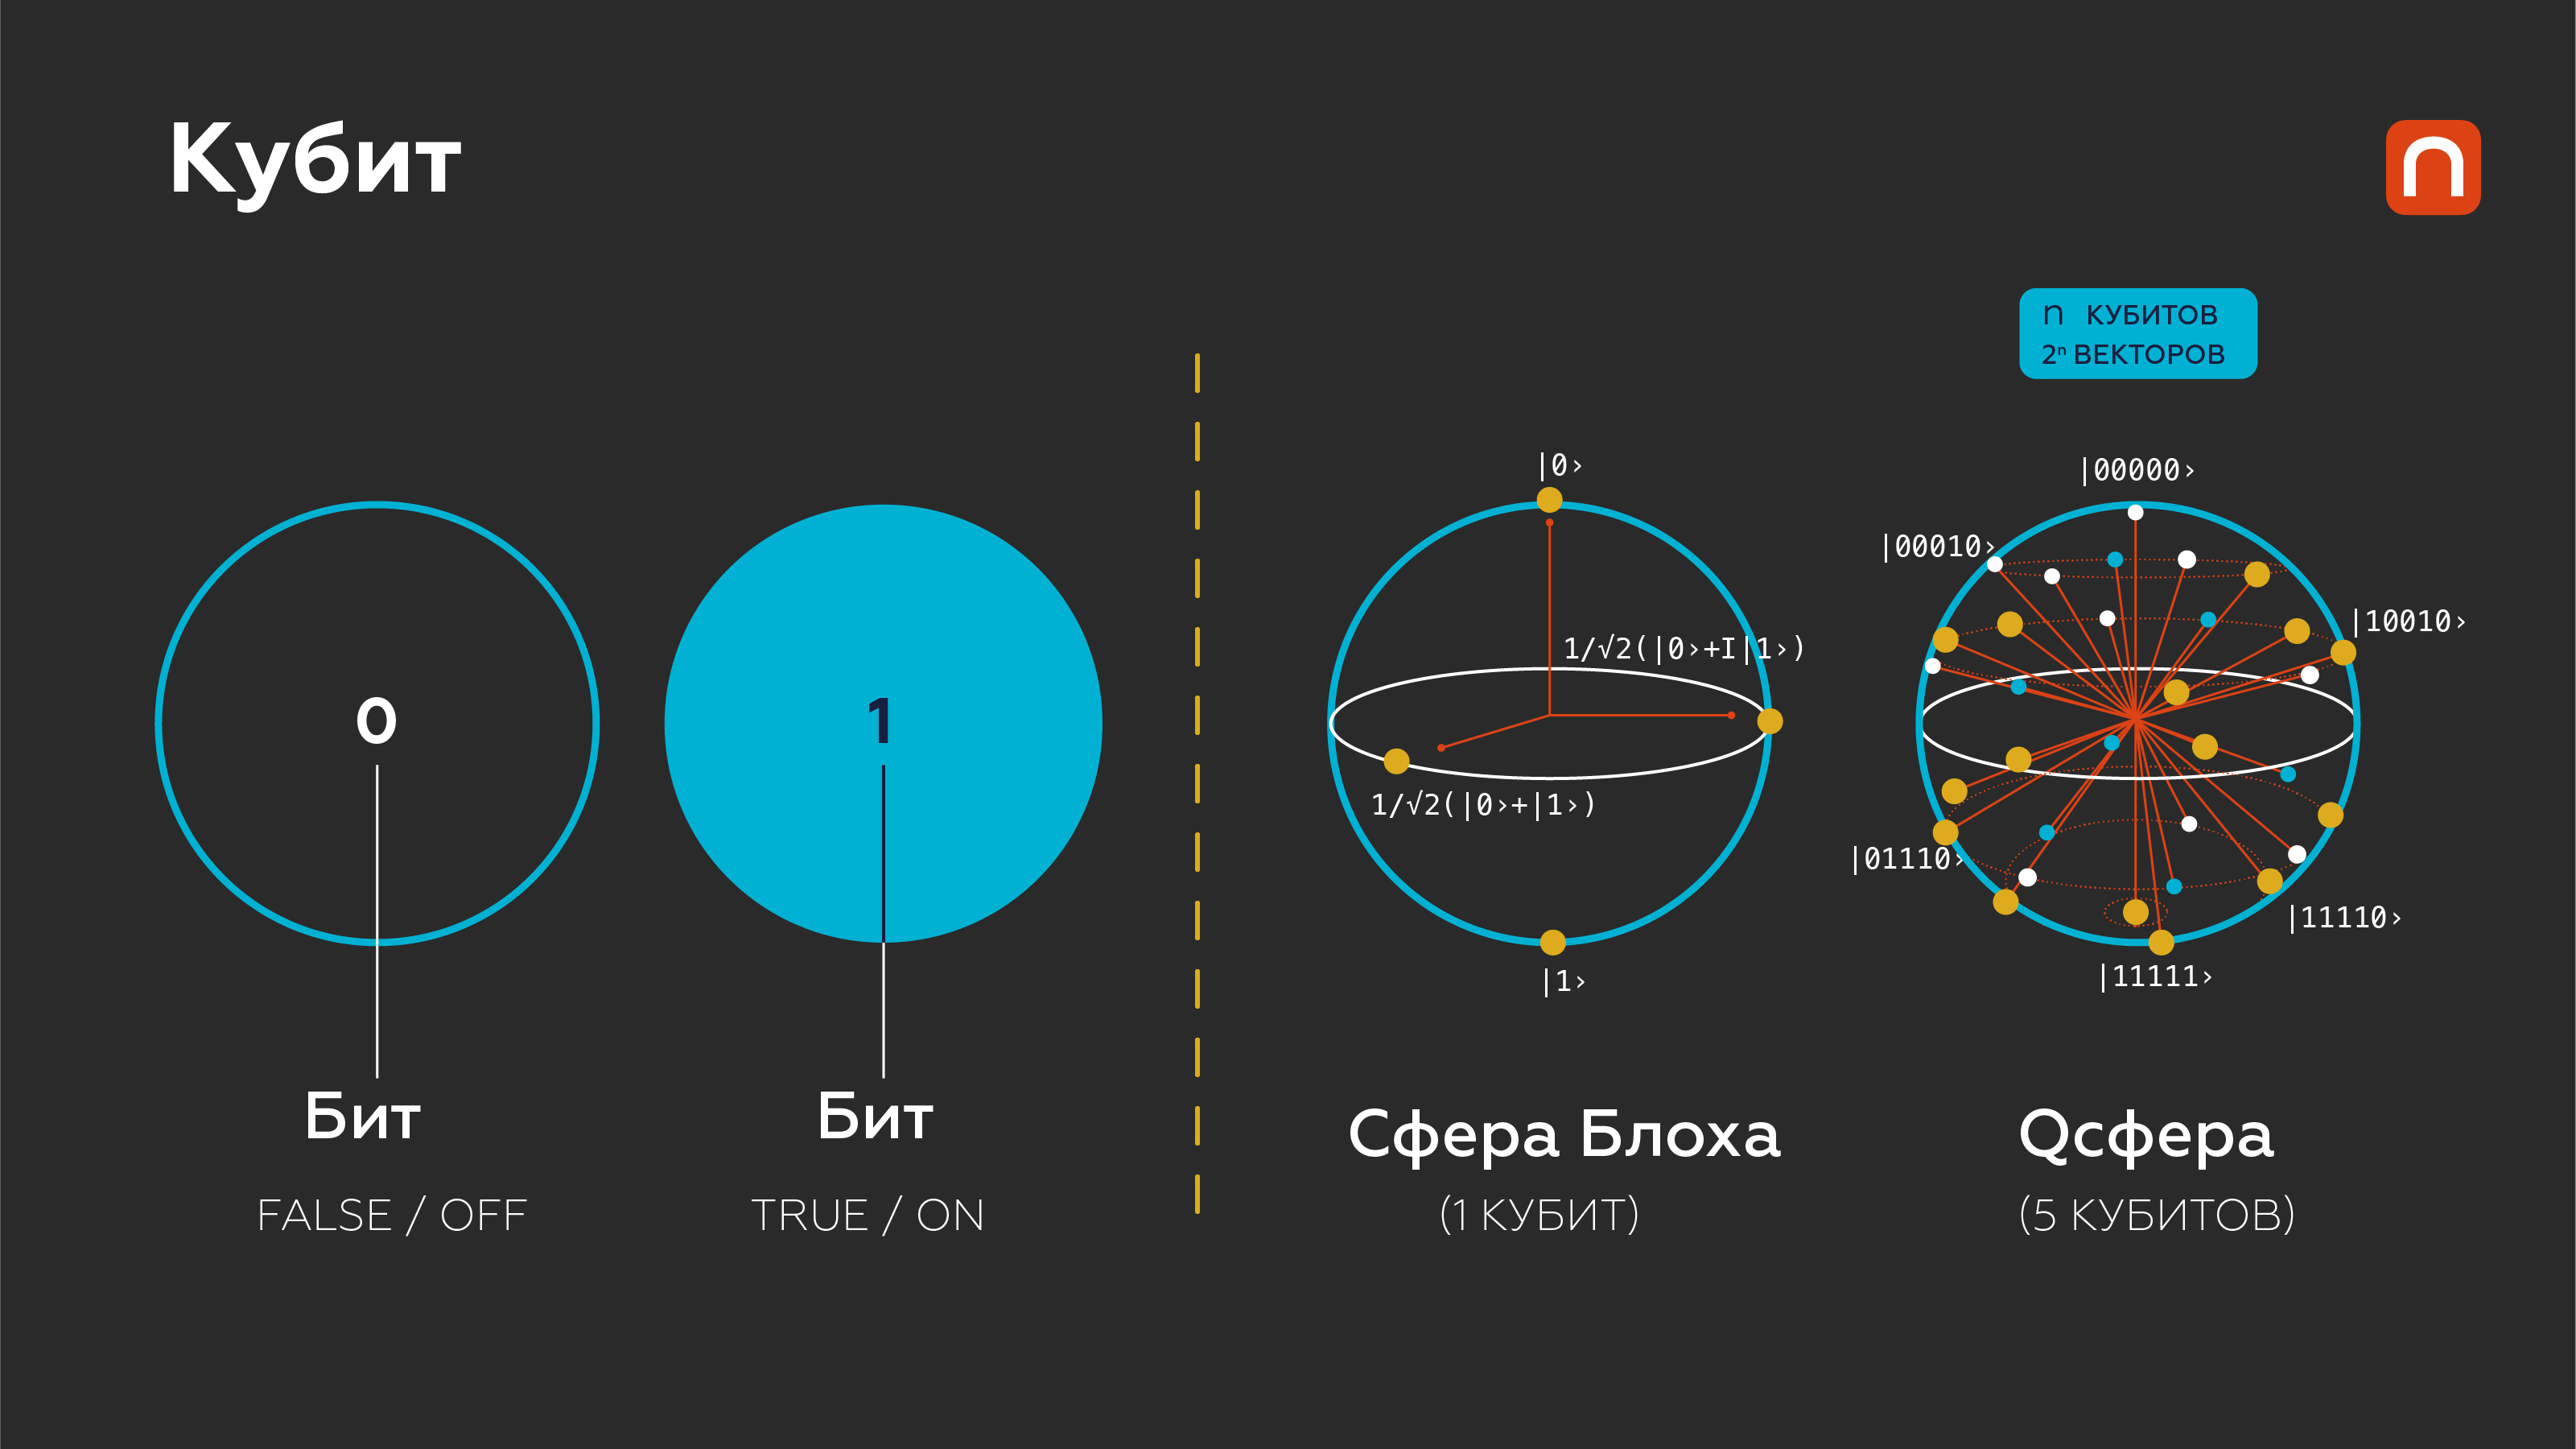 Кубит
n
0
Бит
FALSE / OFF
1
Бит
TRUE / ON
|0›
1/√2(|0›+I|1›)
1/√2(|0›+|1›)
|1›
Сфера Блоха
(1 КУБИТ)
n КУБИТОВ
2ⁿ ВЕКТОРОВ
|00000›
|00010›
|10010›
|01110›
|11110›
|11111›
Qсфера
(5 КУБИТОВ)